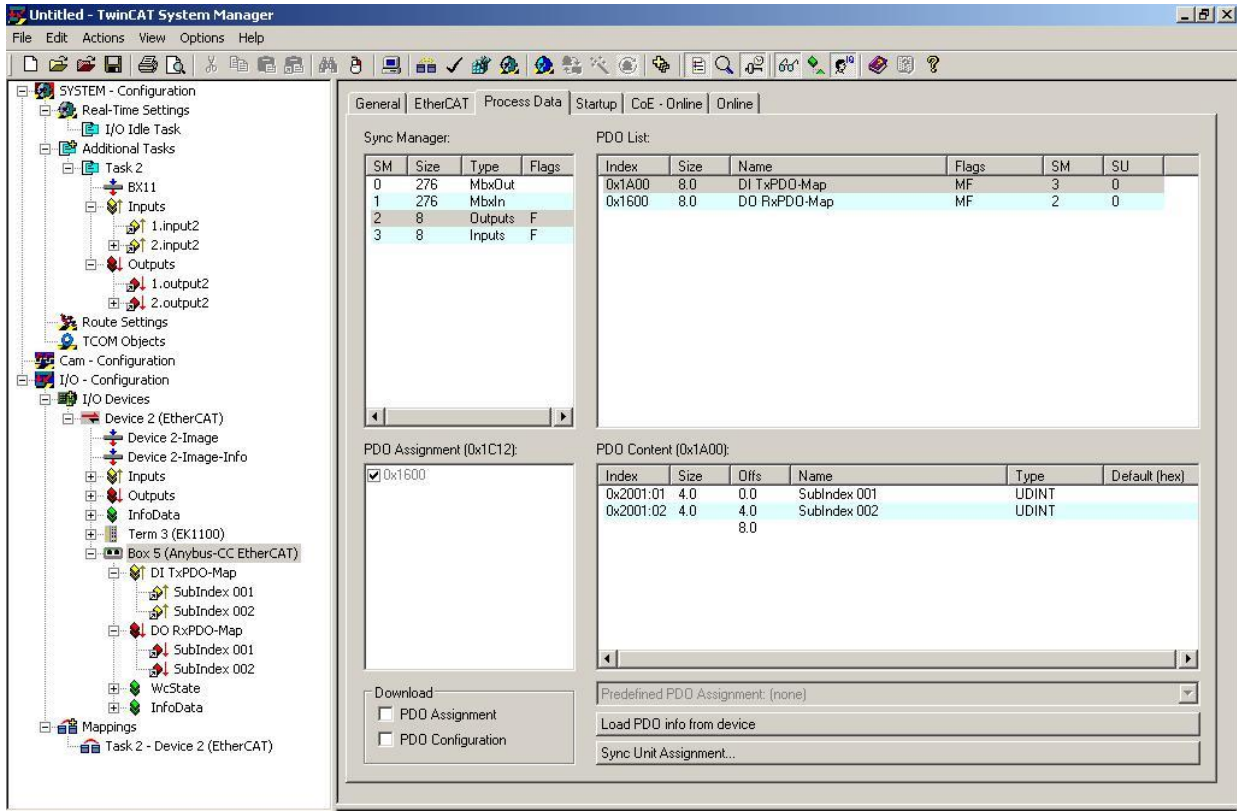 Untitled - TwinCAT System Manager
File Edit Actions View Options Help
SYSTEM - Configuration
Real-Time Settings
I/O Idle Task
Additional Tasks
Task 2
BX11
Inputs
1.input2
2.input2
Outputs
1.output2
2.output2
Route Settings
TCOM Objects
Cam - Configuration
I/O - Configuration
I/O Devices
Device 2 (EtherCAT)
Device 2-Image
Device 2-Image-Info
Inputs
Outputs
InfoData
Term 3 (EK1100)
Box 5 (Anybus-CC EtherCAT)
DI TxPDO-Map
SubIndex 001
SubIndex 002
DO RxPDO-Map
SubIndex 001
SubIndex 002
WcState
InfoData
Mappings
Task 2 - Device 2 (EtherCAT)
General EtherCAT Process Data Startup CoE - Online Online
Sync Manager:
SM Size Type Flags
0 276 MbxOut
1 276 MbxIn
2 8 Outputs F
3 8 Inputs F
PDO List:
Index Size Name Flags SM SU
0x1A00 8.0 DI TxPDO-Map MF 3 0
0x1600 8.0 DO RxPDO-Map MF 2 0
PDO Assignment (0x1C12):
0x1600
PDO Content (0x1A00):
Index Size Offs Name Type Default (hex)
0x2001:01 4.0 0.0 SubIndex 001 UDINT
0x2001:02 4.0 4.0 SubIndex 002 UDINT
8.0
Download
PDO Assignment
PDO Configuration
Predefined PDO Assignment: (none)
Load PDO info from device
Sync Unit Assignment...